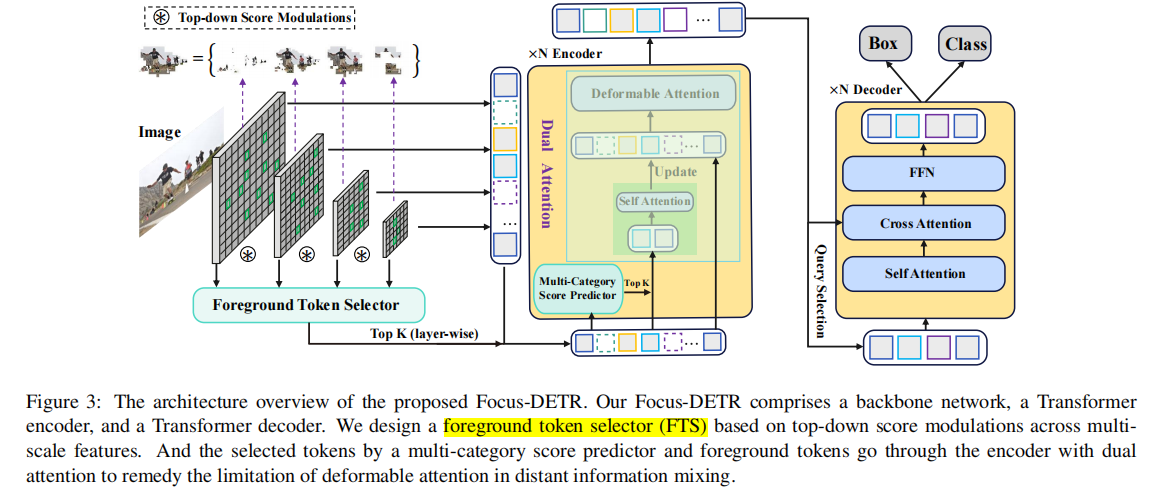 Top-down Score Modulations
= { }
Image
Foreground Token Selector
Top K (layer-wise)
...
×N Encoder
Dual Attention
Deformable Attention
...
Update
Self Attention
Multi-Category
Score Predictor
Top K
...
...
Query Selection
Box
Class
×N Decoder
FFN
Cross Attention
Self Attention
Figure 3: The architecture overview of the proposed Focus-DETR. Our Focus-DETR comprises a backbone network, a Transformer
encoder, and a Transformer decoder. We design a foreground token selector (FTS) based on top-down score modulations across multi-
scale features. And the selected tokens by a multi-category score predictor and foreground tokens go through the encoder with dual
attention to remedy the limitation of deformable attention in distant information mixing.